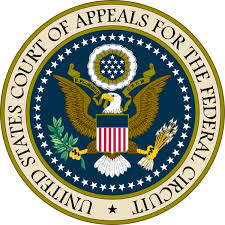 UNITED STATES COURT OF APPEALS FOR THE FEDERAL CIRCUIT